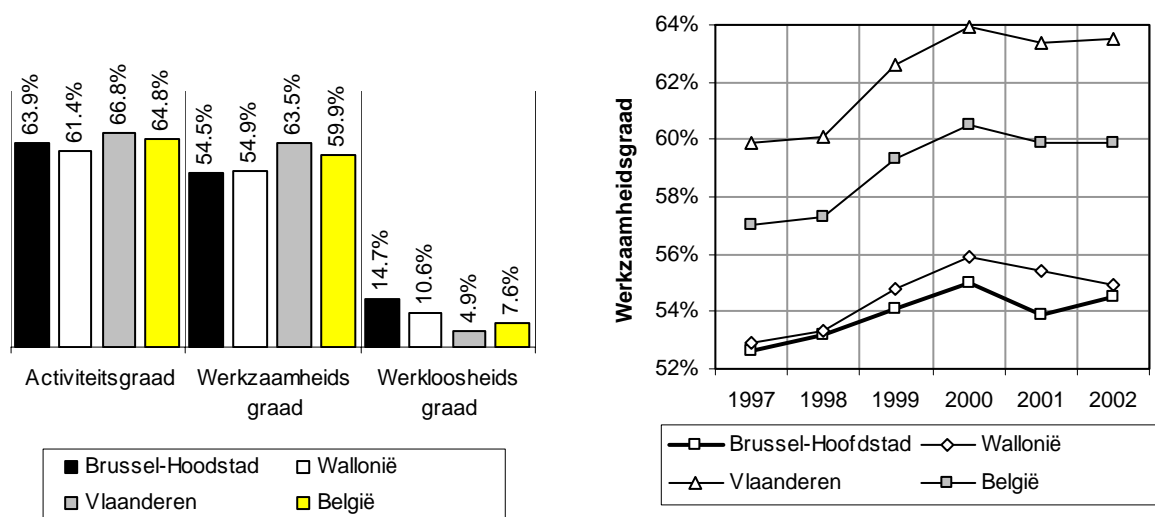 63.9%
61.4%
66.8%
64.8%
54.5%
54.9%
63.5%
59.9%
14.7%
10.6%
4.9%
7.6%
Activiteitsgraad
Werkzaamheids
graad
Werkloosheids
graad
Brussel-Hoodstad
Wallonië
Vlaanderen
België
Werkzaamheidsgraad
64%
62%
60%
58%
56%
54%
52%
1997 1998 1999 2000 2001 2002
Brussel-Hoofdstad
Wallonië
Vlaanderen
België